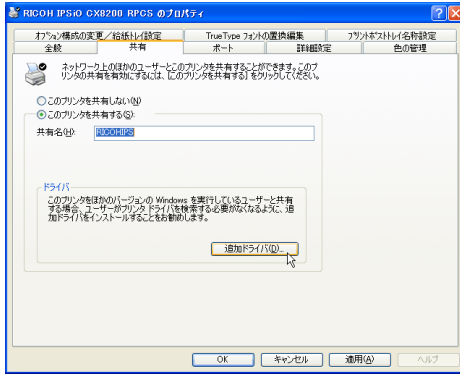 RICOH IPSiO CX8200 RPCS のプロパティ
オプション構成の変更／給紙トレイ設定 TrueType フォントの置換編集 プリンタポストトレイ名称設定
全般 共有 ポート 詳細設定 色の管理
ネットワーク上のほかのユーザーとこのプリンタを共有することができます。このプ
リンタの共有を有効にするには、[このプリンタを共有する] をクリックしてください。
このプリンタを共有しない(N)
このプリンタを共有する(S):
共有名(H): RICOHIPS
ドライバ
このプリンタをほかのバージョンの Windows を実行しているユーザーと共有
する場合、ユーザーがプリンタ ドライバを検索する必要がなくなるように、追
加ドライバをインストールすることをお勧めします。
追加ドライバ(D)...
OK キャンセル 適用(A) ヘルプ